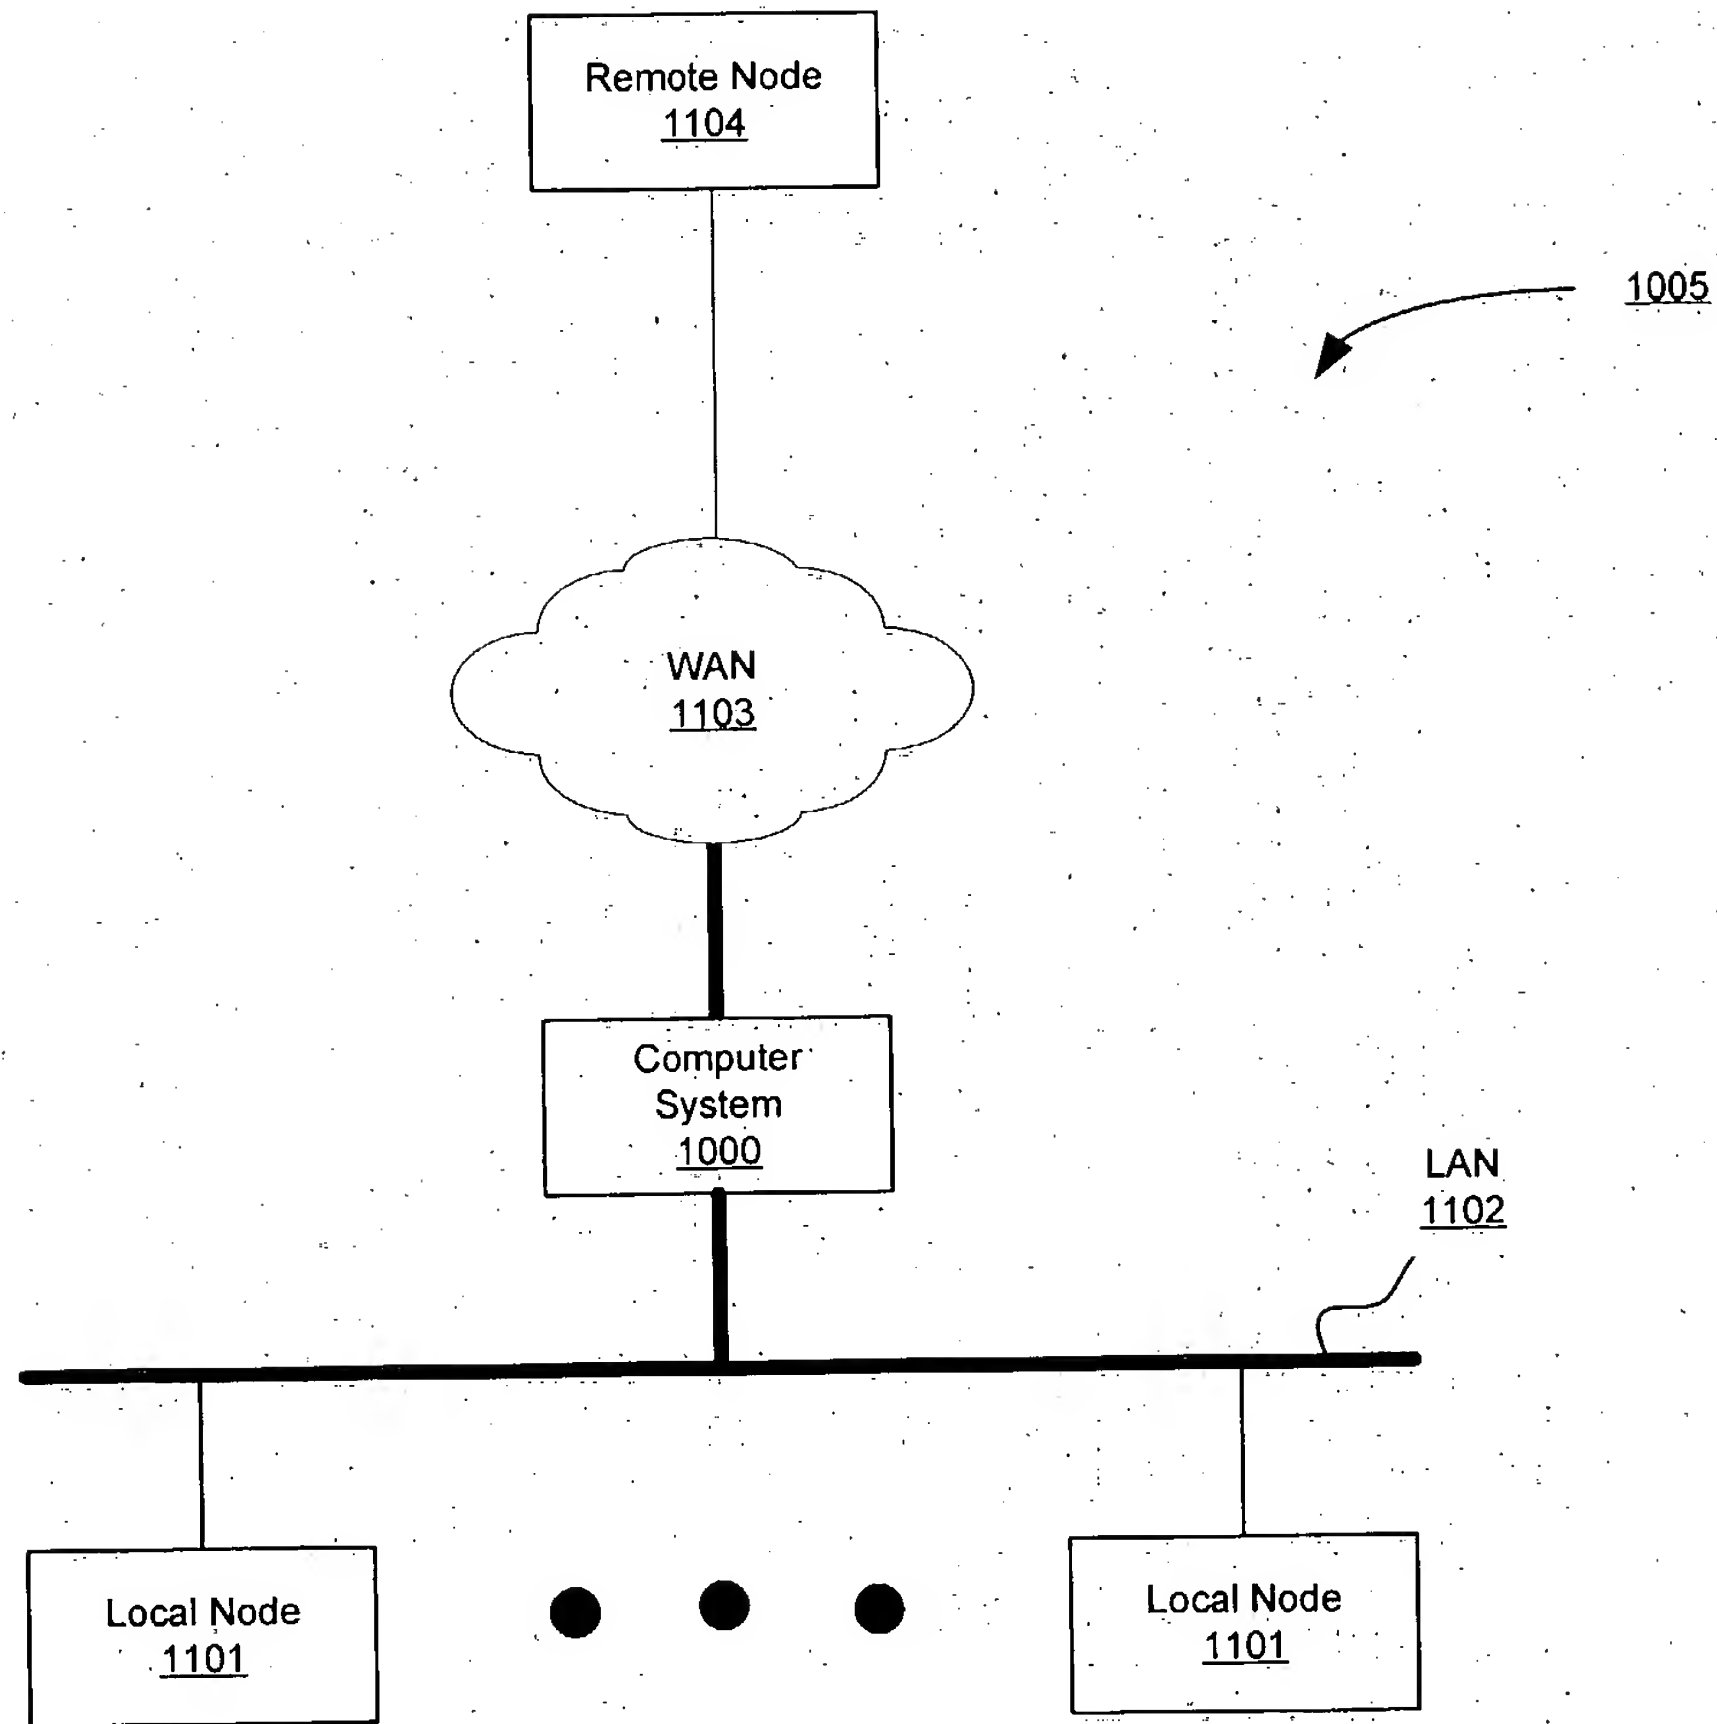 Remote Node
1104
1005
WAN
1103
Computer
System
1000
LAN
1102
Local Node
1101
Local Node
1101